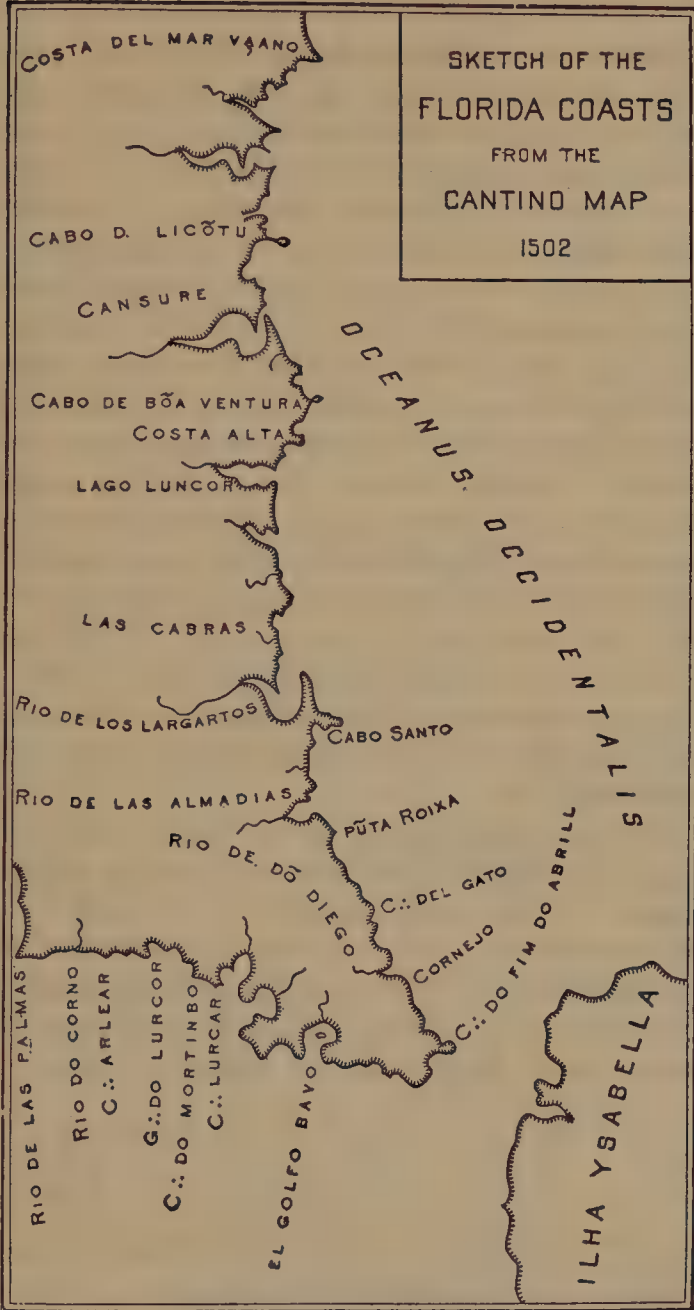 SKETCH OF THE
FLORIDA COASTS
FROM THE
CANTINO MAP
1502
COSTA DEL MAR VẠANO
CABO D. LICÕTU
CANSURE
OCEANUS. OCCIDENTALIS
CABO DE BÕA VENTURA
COSTA ALTA
LAGO LUNCOR
LAS CABRAS
RIO DE LOS LARGARTOS
CABO SANTO
RIO DE LAS ALMADIAS
PŨTA ROIXA
RIO DE. DÕ DIEGO
C∴ DEL GATO
CORNEJO
C∴ DO FIM DO ABRILL
RIO DE LAS PALMAS
RIO DO CORNO
C∴ ARLEAR
G∴ DO LURCOR
C∴ DO MORTINBO
C∴ LURCAR
EL GOLFO BAVO
ILHA YSABELLA